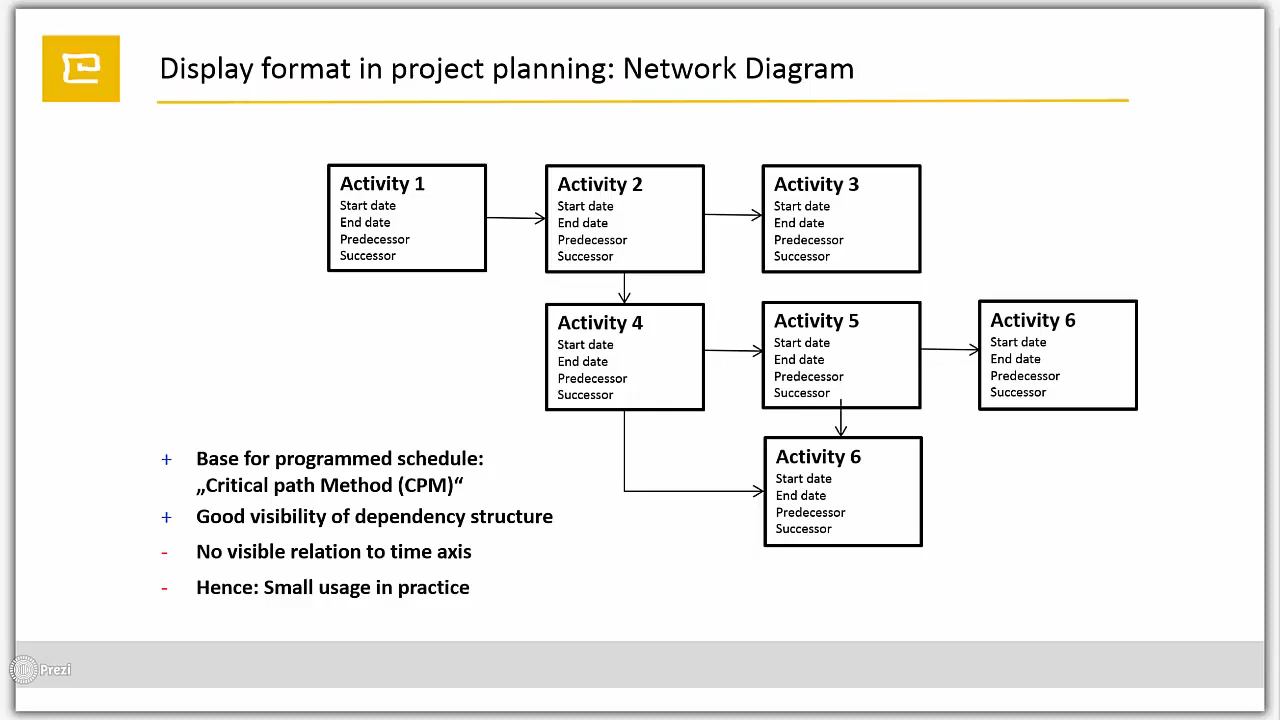 Display format in project planning: Network Diagram
Activity 1
Start date
End date
Predecessor
Successor
Activity 2
Start date
End date
Predecessor
Successor
Activity 3
Start date
End date
Predecessor
Successor
Activity 4
Start date
End date
Predecessor
Successor
Activity 5
Start date
End date
Predecessor
Successor
Activity 6
Start date
End date
Predecessor
Successor
Activity 6
Start date
End date
Predecessor
Successor
+ Base for programmed schedule:
„Critical path Method (CPM)“
+ Good visibility of dependency structure
- No visible relation to time axis
- Hence: Small usage in practice
Prezi